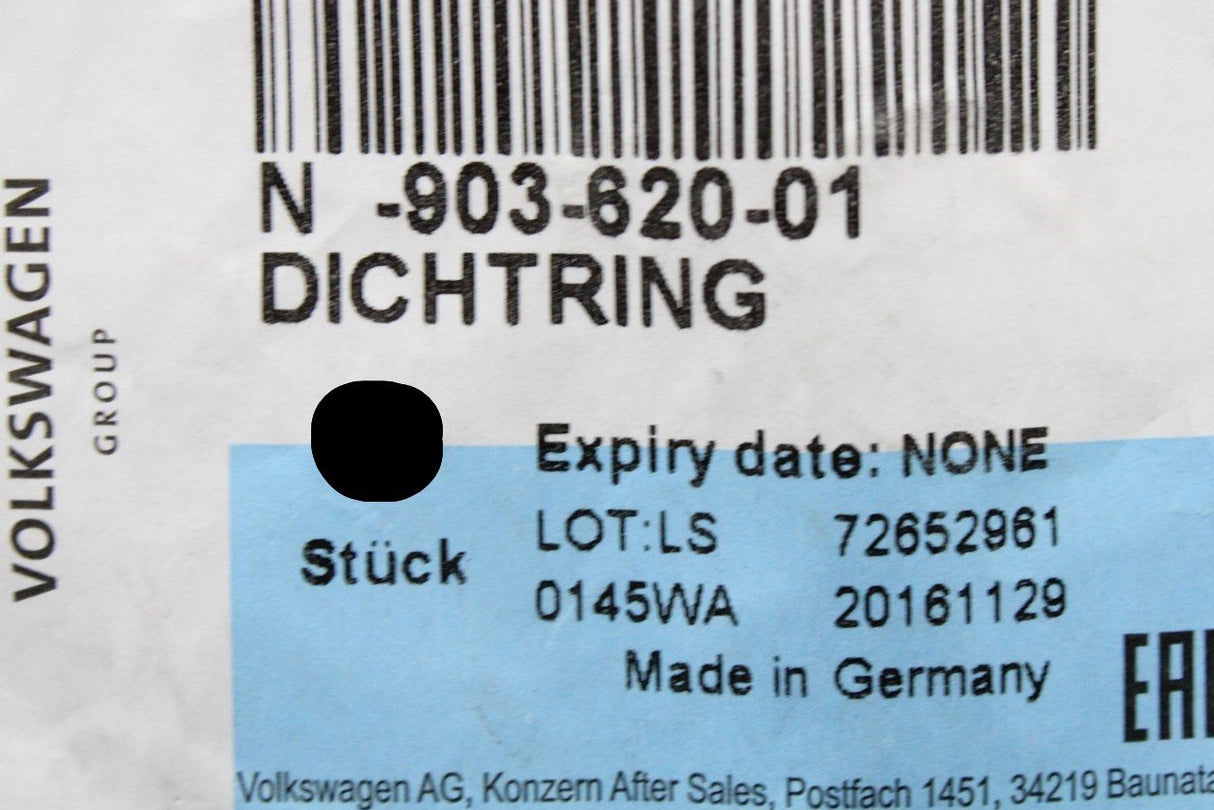 VOLKSWAGEN
GROUP
N -903-620-01
DICHTRING
Expiry date: NONE
Stück
LOT:LS 72652961
0145WA 20161129
Made in Germany
EAC
Volkswagen AG, Konzern After Sales, Postfach 1451, 34219